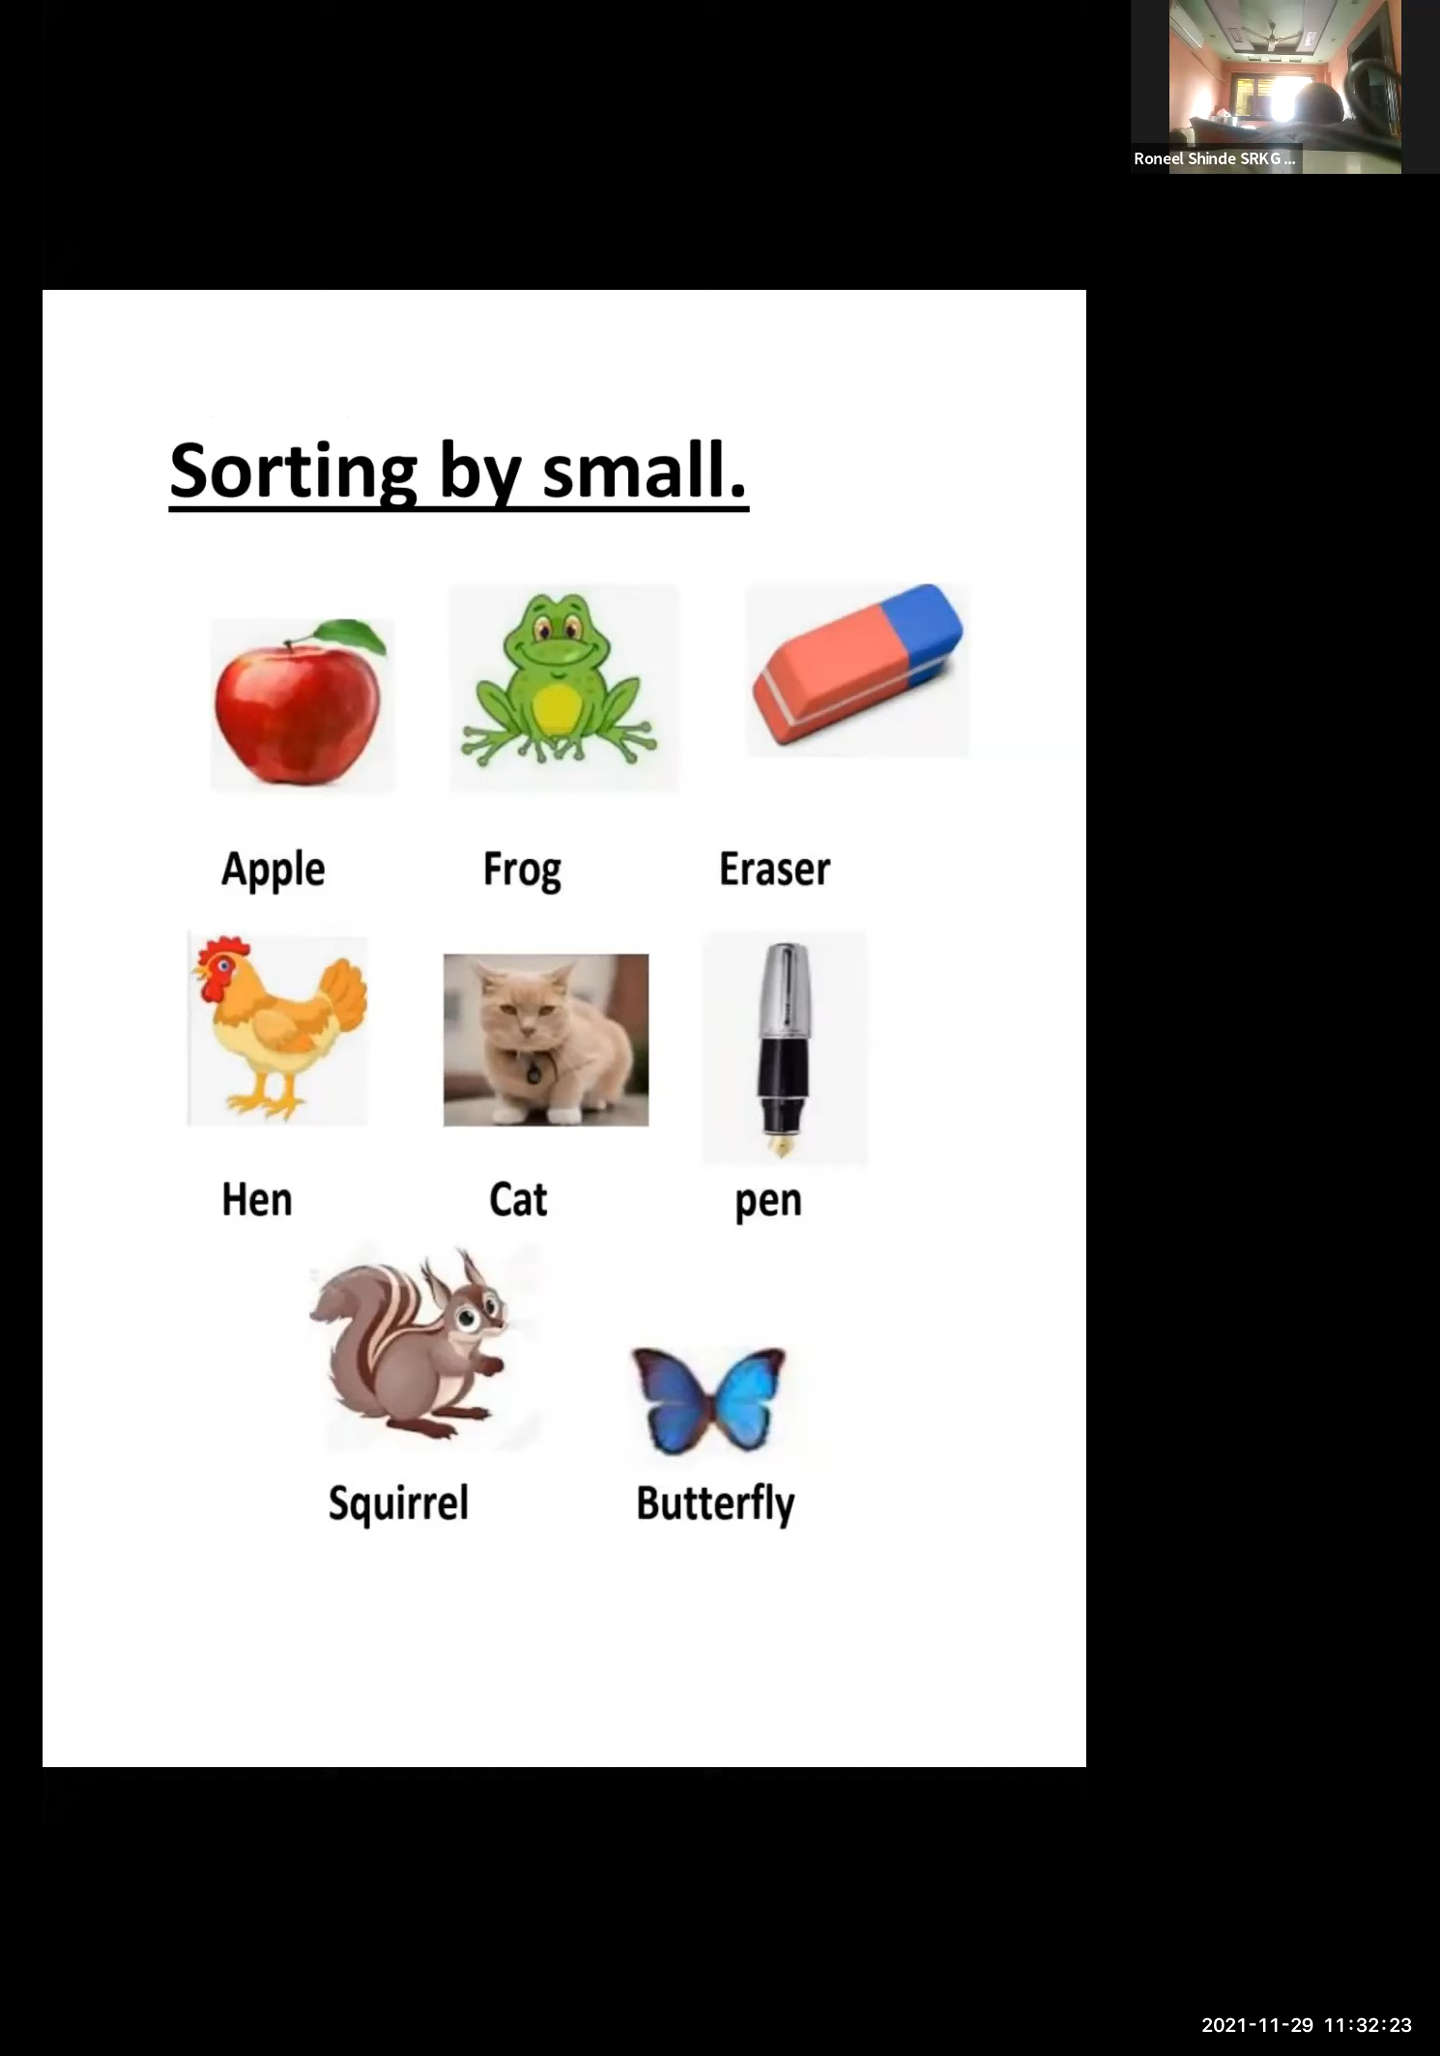 Roneel Shinde SRKG ...
Sorting by small.
Apple Frog Eraser
Hen Cat pen
Squirrel Butterfly
2021-11-29 11:32:23